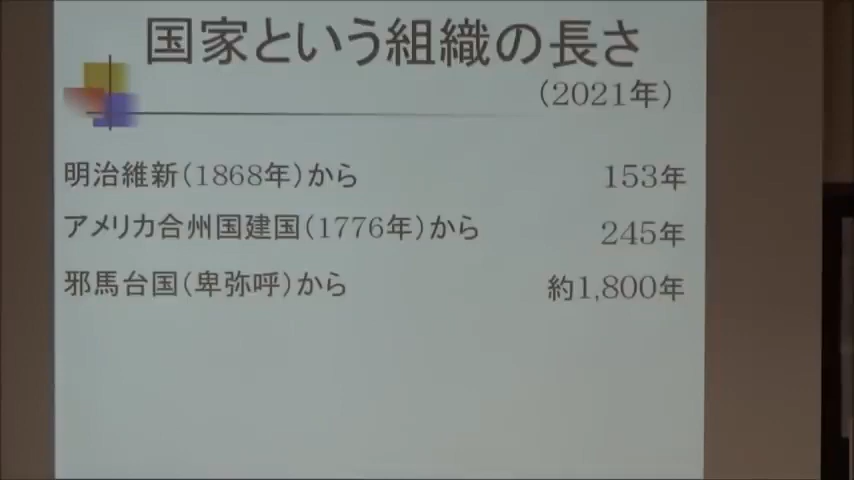 国家という組織の長さ
(2021年)
明治維新(1868年)から 153年
アメリカ合州国建国(1776年)から 245年
邪馬台国(卑弥呼)から 約1,800年